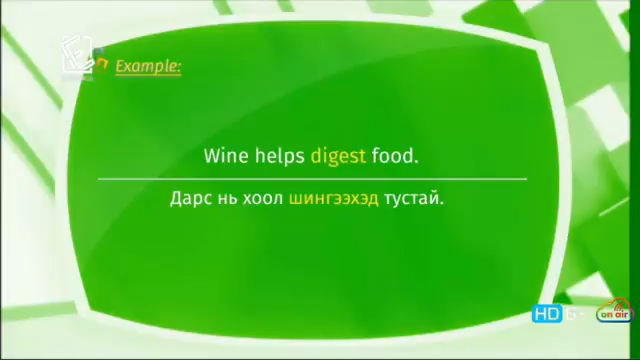 Example:
Wine helps digest food.
Дарс нь хоол шингээхэд тустай.
HD Б+
on air